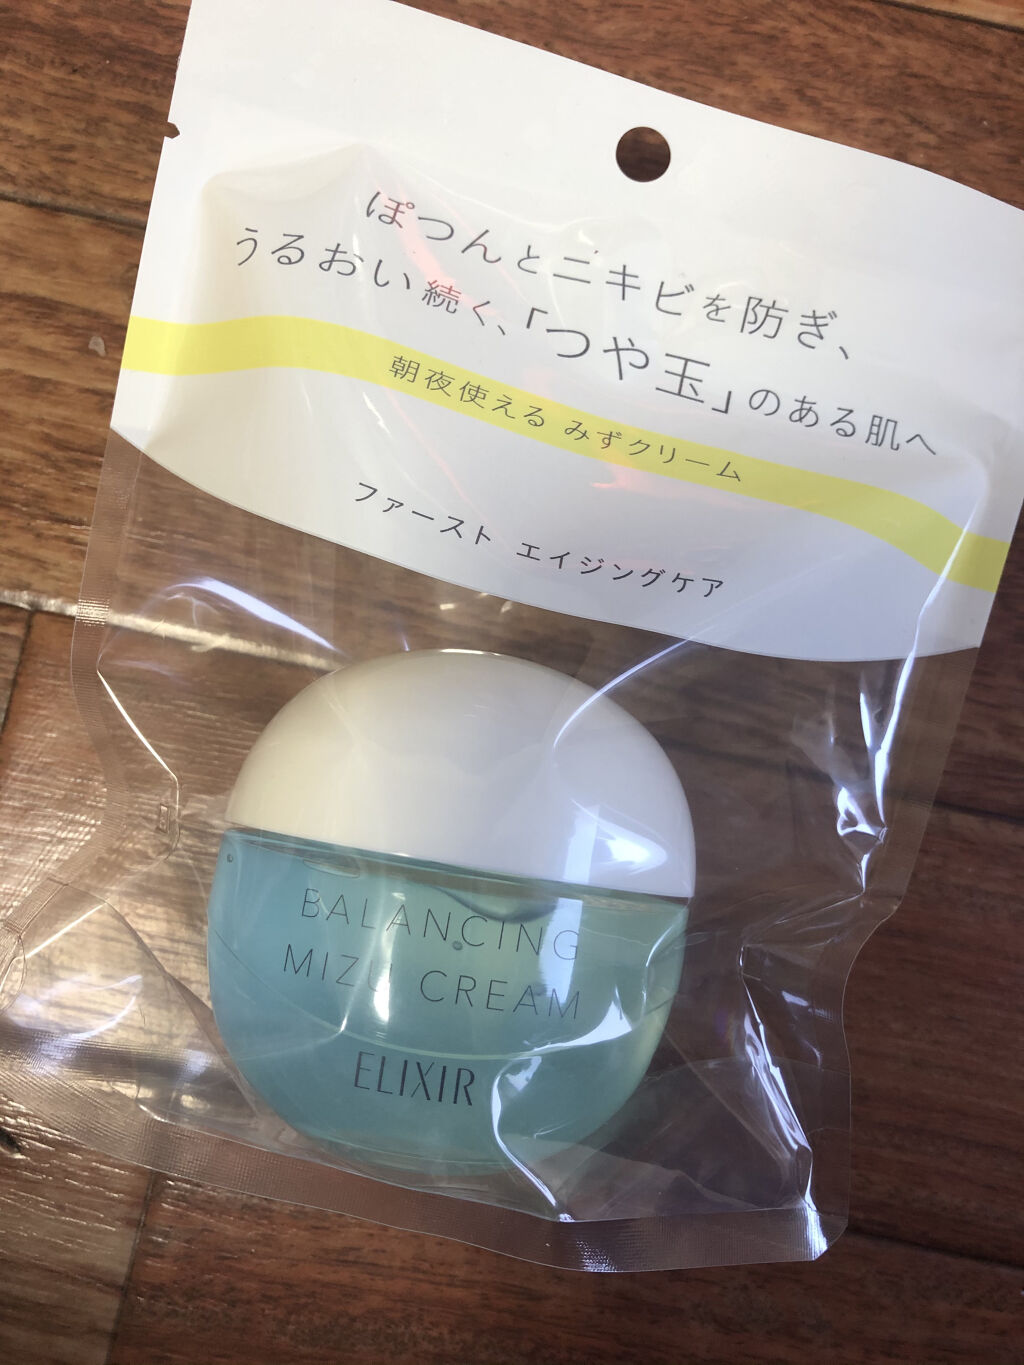 ぽつんとニキビを防ぎ、
うるおい続く、「つや玉」のある肌へ
朝夜使える みずクリーム
ファースト エイジングケア
BALANCING
MIZU CREAM
ELIXIR